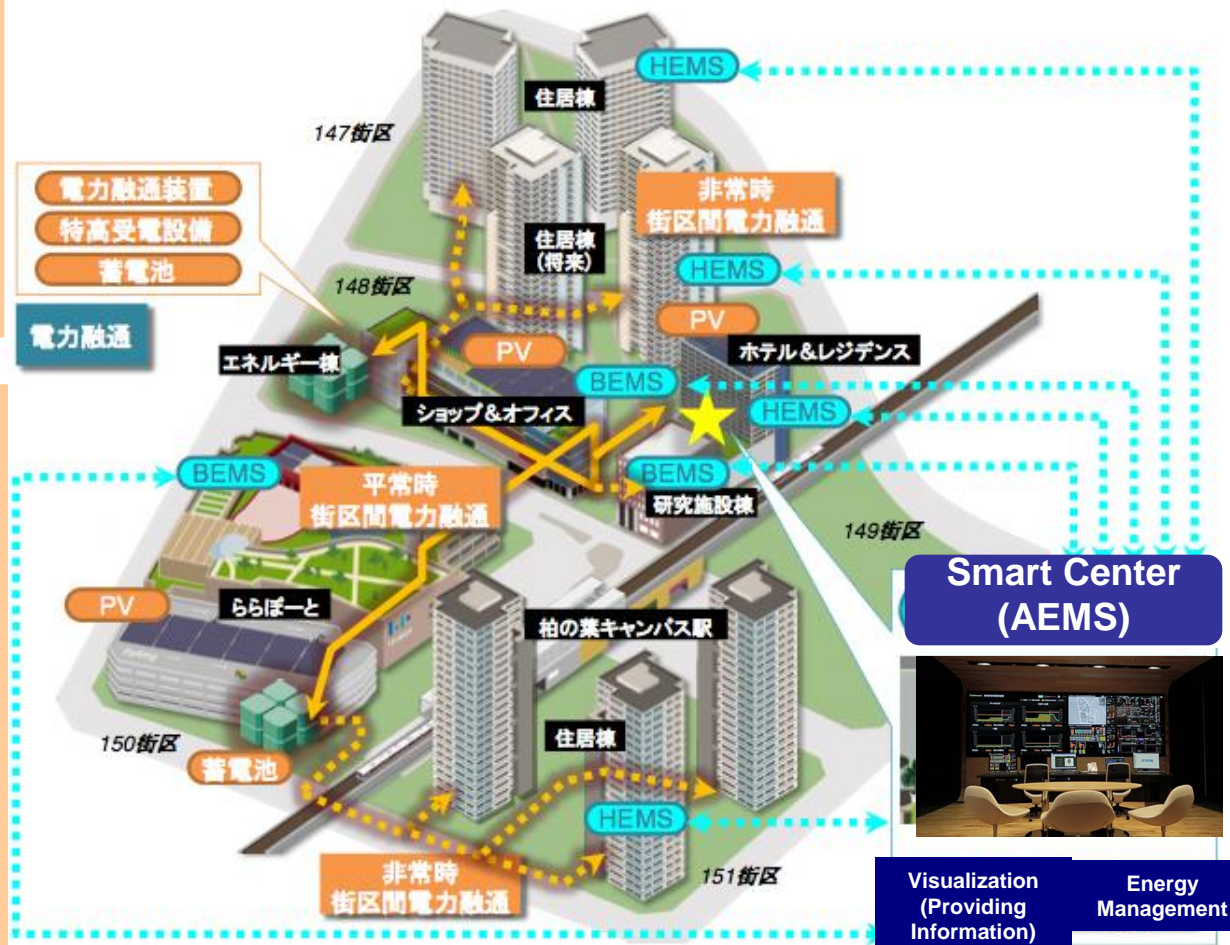 HEMS
住居棟
147街区
電力融通装置
特高受電設備
蓄電池
非常時
街区間電力融通
住居棟
(将来)
HEMS
148街区
電力融通
PV
PV
ホテル&レジデンス
エネルギー棟
BEMS
ショップ&オフィス
HEMS
BEMS
BEMS
平常時
街区間電力融通
研究施設棟
149街区
Smart Center
(AEMS)
PV
ららぽーと
柏の葉キャンパス駅
150街区
住居棟
蓄電池
HEMS
非常時
街区間電力融通
151街区
Visualization
(Providing
Information)
Energy
Management